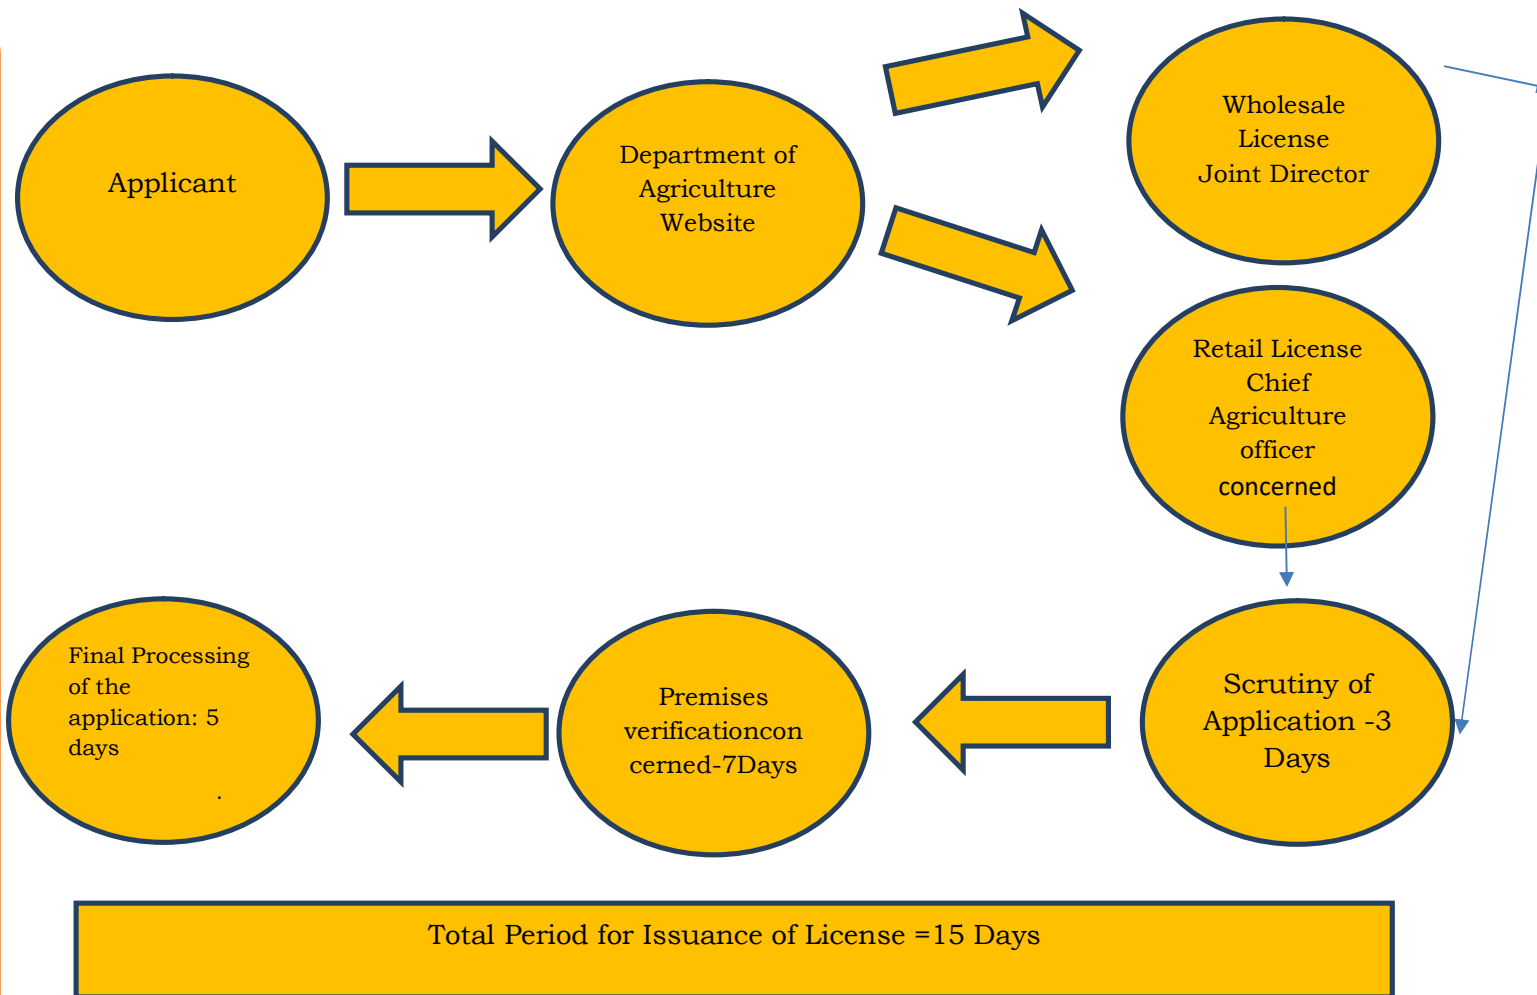 Applicant
Department of
Agriculture
Website
Wholesale
License
Joint Director
Retail License
Chief
Agriculture
officer
concerned
Scrutiny of
Application -3
Days
Premises
verificationcon
cerned-7Days
Final Processing
of the
application: 5
days
.
Total Period for Issuance of License =15 Days